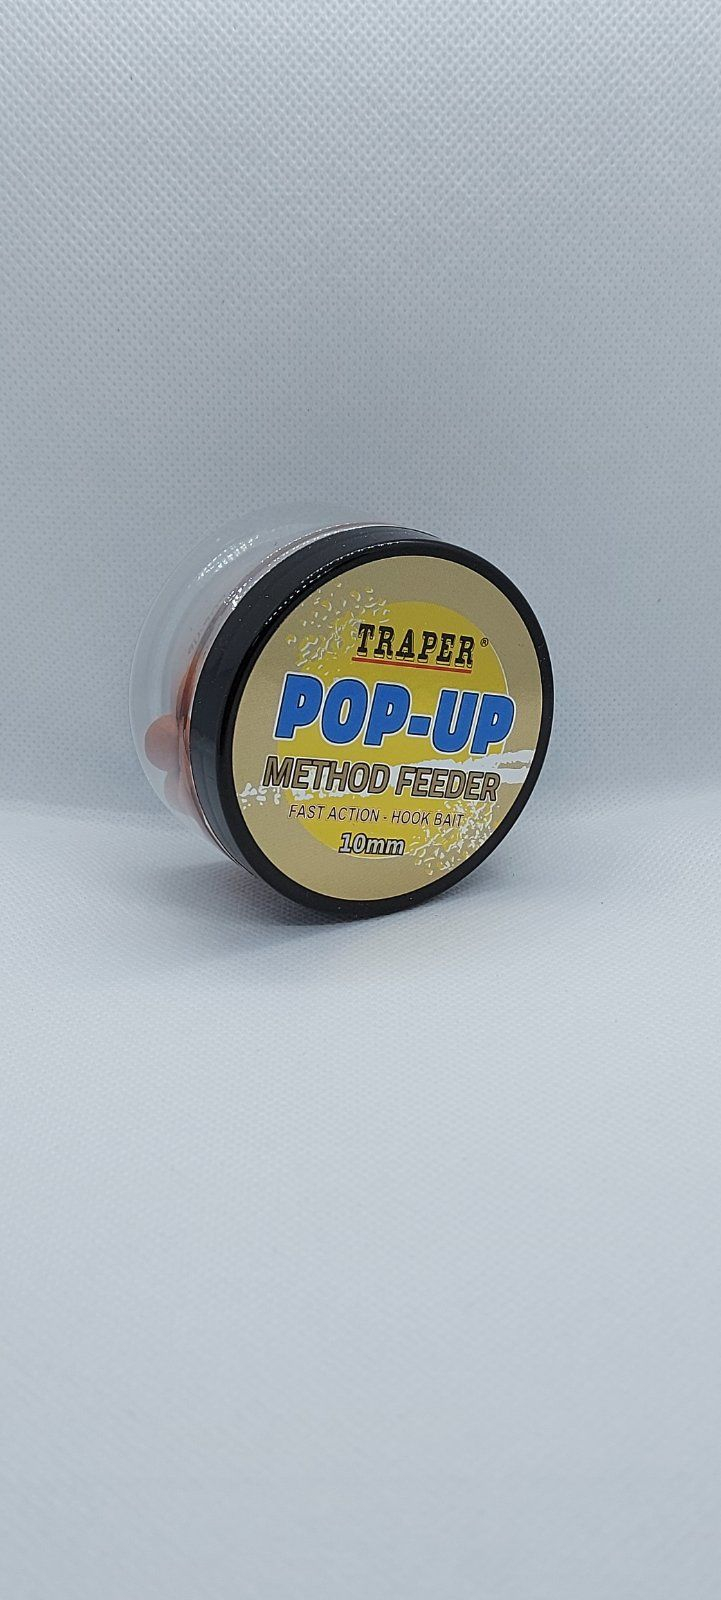 TRAPER®
POP-UP
METHOD FEEDER
FAST ACTION - HOOK BAIT
10mm